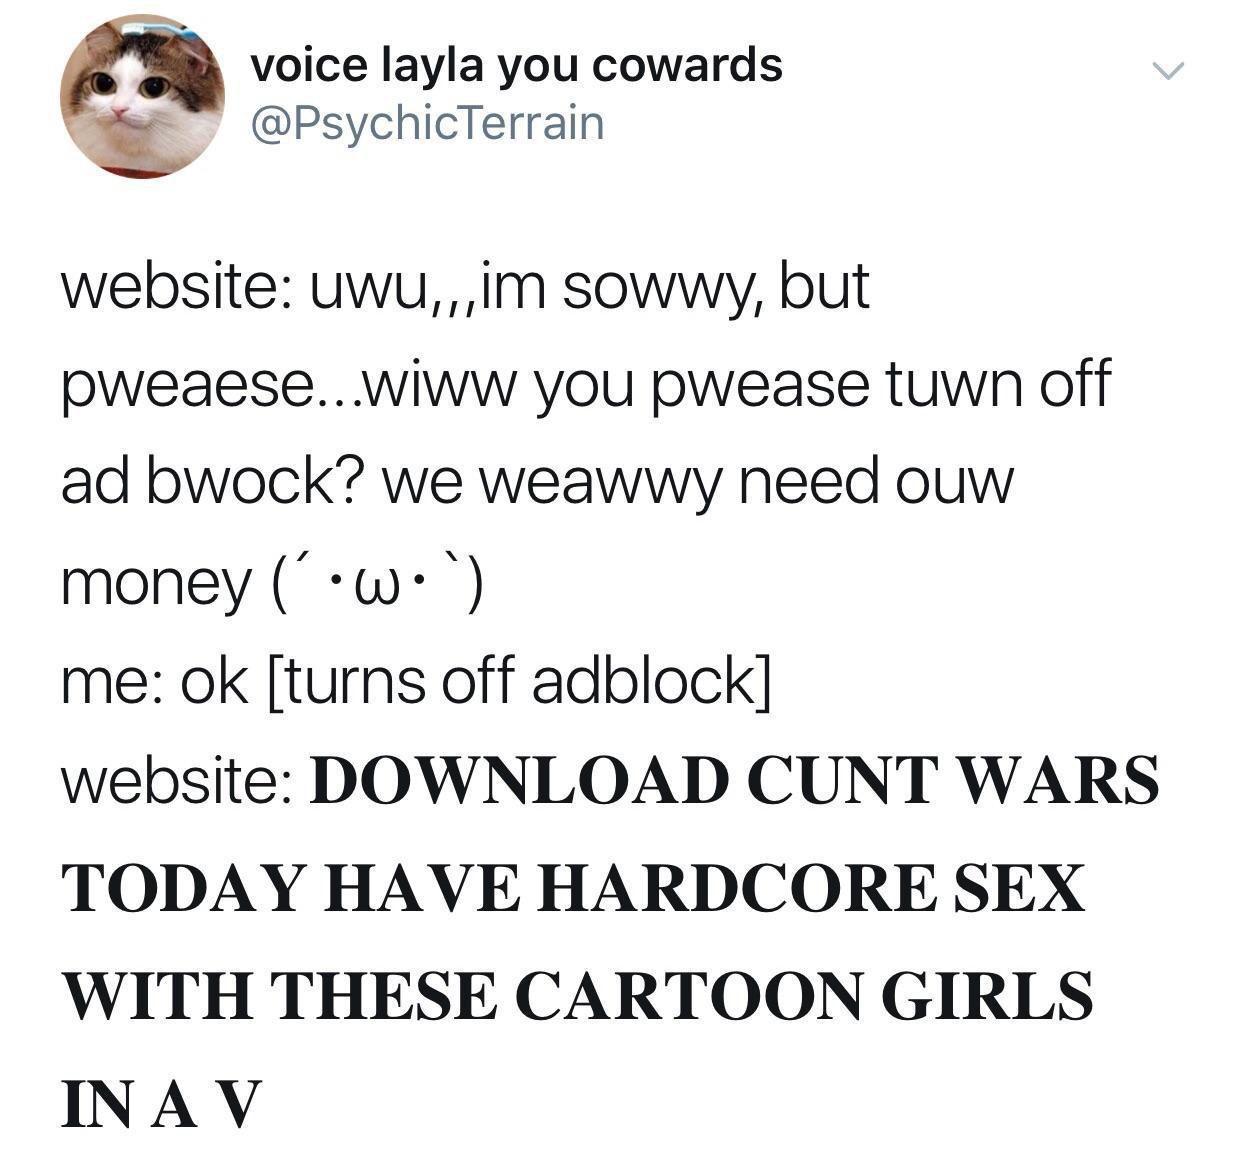 voice layla you cowards
@PsychicTerrain
website: uwu,,,im sowwy, but
pweaese...wiww you pwease tuwn off
ad bwock? we weawwy need ouw
money (´・ω・`)
me: ok [turns off adblock]
website: DOWNLOAD CUNT WARS
TODAY HAVE HARDCORE SEX
WITH THESE CARTOON GIRLS
IN A V